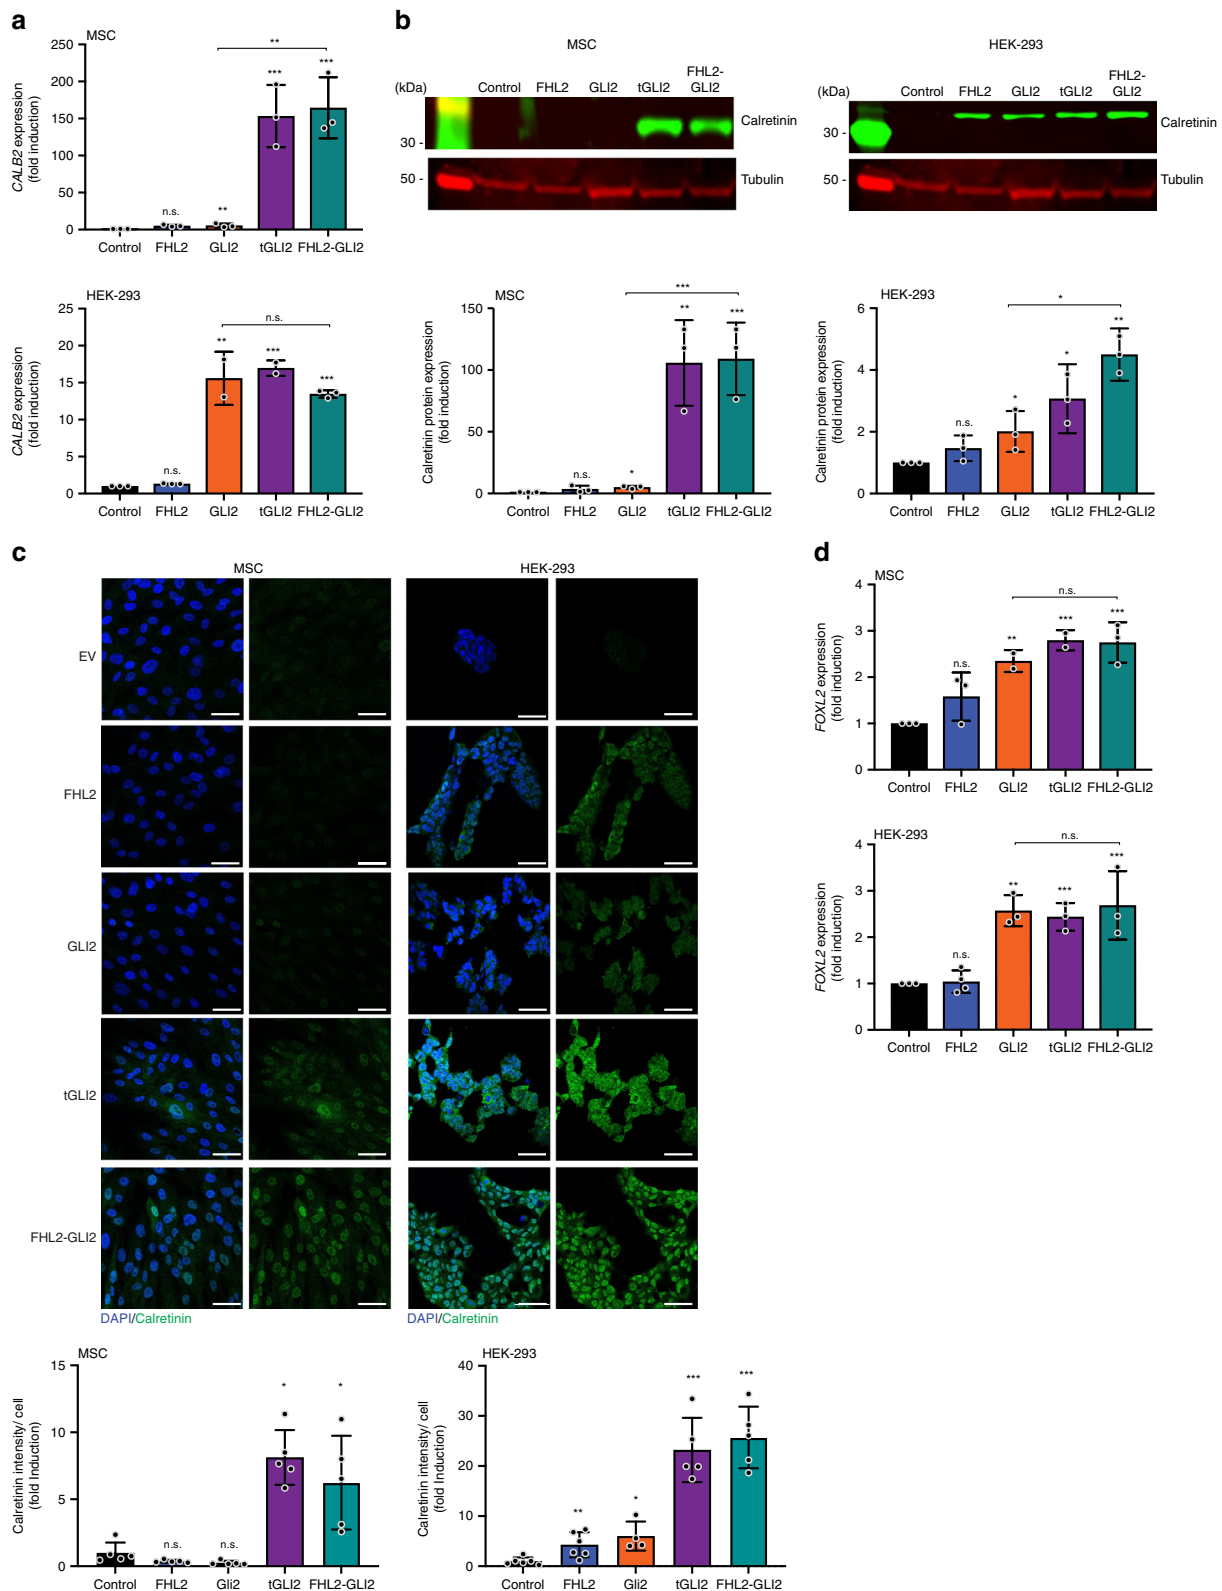 a
MSC
CALB2 expression
(fold induction)
250
200
150
100
50
0
n.s.
**
***
***
**
Control FHL2 GLI2 tGLI2 FHL2-GLI2
HEK-293
CALB2 expression
(fold induction)
25
20
15
10
5
0
n.s.
**
***
***
n.s.
Control FHL2 GLI2 tGLI2 FHL2-GLI2
b
MSC
(kDa) Control FHL2 GLI2 tGLI2 FHL2-
GLI2
Calretinin
30 -
50 -
Tubulin
HEK-293
(kDa) Control FHL2 GLI2 tGLI2 FHL2-
GLI2
Calretinin
30 -
50 -
Tubulin
MSC
Calretinin protein expression
(fold induction)
150
100
50
0
n.s.
*
**
***
***
Control FHL2 GLI2 tGLI2 FHL2-GLI2
HEK-293
Calretinin protein expression
(fold induction)
6
4
2
0
n.s.
*
*
**
*
Control FHL2 GLI2 tGLI2 FHL2-GLI2
c
MSC HEK-293
EV
FHL2
GLI2
tGLI2
FHL2-GLI2
DAPI/Calretinin DAPI/Calretinin
MSC
Calretinin intensity/ cell
(fold Induction)
15
10
5
0
n.s.
n.s.
*
*
Control FHL2 Gli2 tGLI2 FHL2-GLI2
HEK-293
Calretinin intensity/ cell
(fold Induction)
40
30
20
10
0
**
*
***
***
Control FHL2 Gli2 tGLI2 FHL2-GLI2
d
MSC
FOXL2 expression
(fold induction)
4
3
2
1
0
n.s.
**
***
***
n.s.
Control FHL2 GLI2 tGLI2 FHL2-GLI2
HEK-293
FOXL2 expression
(fold induction)
4
3
2
1
0
n.s.
**
***
***
n.s.
Control FHL2 GLI2 tGLI2 FHL2-GLI2